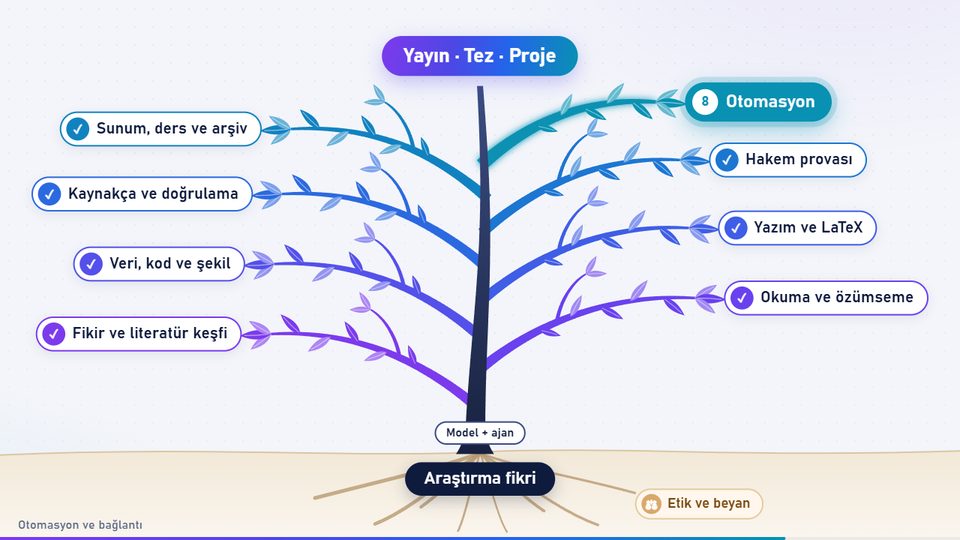 Yayın · Tez · Proje
8 Otomasyon
Sunum, ders ve arşiv
Hakem provası
Kaynakça ve doğrulama
Yazım ve LaTeX
Veri, kod ve şekil
Okuma ve özümseme
Fikir ve literatür keşfi
Model + ajan
Araştırma fikri
Etik ve beyan
Otomasyon ve bağlantı